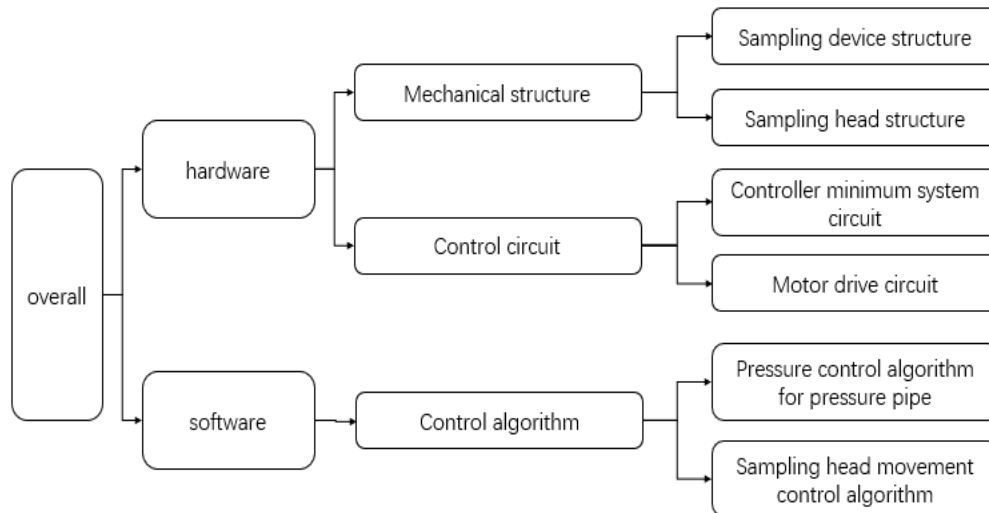 overall
hardware
software
Mechanical structure
Control circuit
Control algorithm
Sampling device structure
Sampling head structure
Controller minimum system
circuit
Motor drive circuit
Pressure control algorithm
for pressure pipe
Sampling head movement
control algorithm